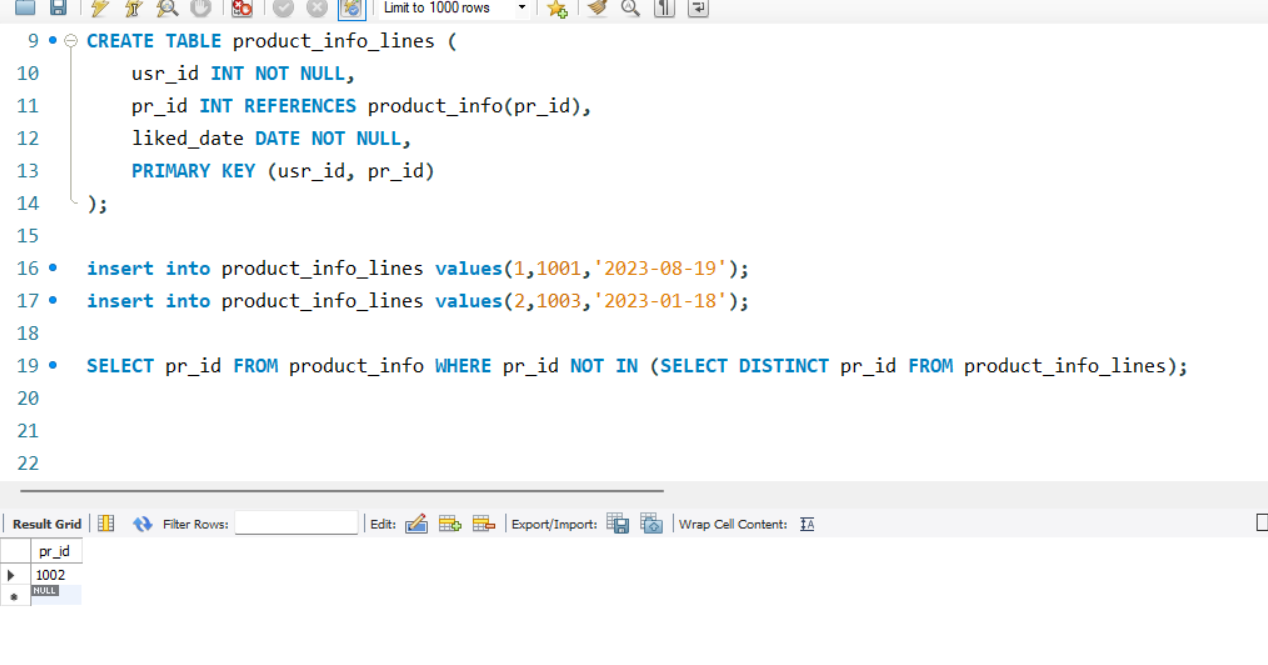 Limit to 1000 rows
9 CREATE TABLE product_info_lines (
10 usr_id INT NOT NULL,
11 pr_id INT REFERENCES product_info(pr_id),
12 liked_date DATE NOT NULL,
13 PRIMARY KEY (usr_id, pr_id)
14 );
15
16 insert into product_info_lines values(1,1001,'2023-08-19');
17 insert into product_info_lines values(2,1003,'2023-01-18');
18
19 SELECT pr_id FROM product_info WHERE pr_id NOT IN (SELECT DISTINCT pr_id FROM product_info_lines);
20
21
22
Result Grid Filter Rows: Edit: Export/Import: Wrap Cell Content: IA
pr_id
1002
NULL